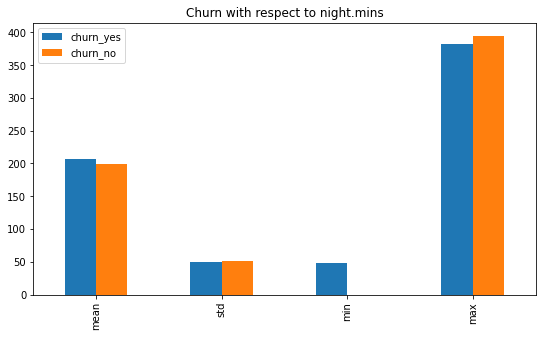 Churn with respect to night.mins
churn_yes
churn_no
400
350
300
250
200
150
100
50
0
mean
std
min
max